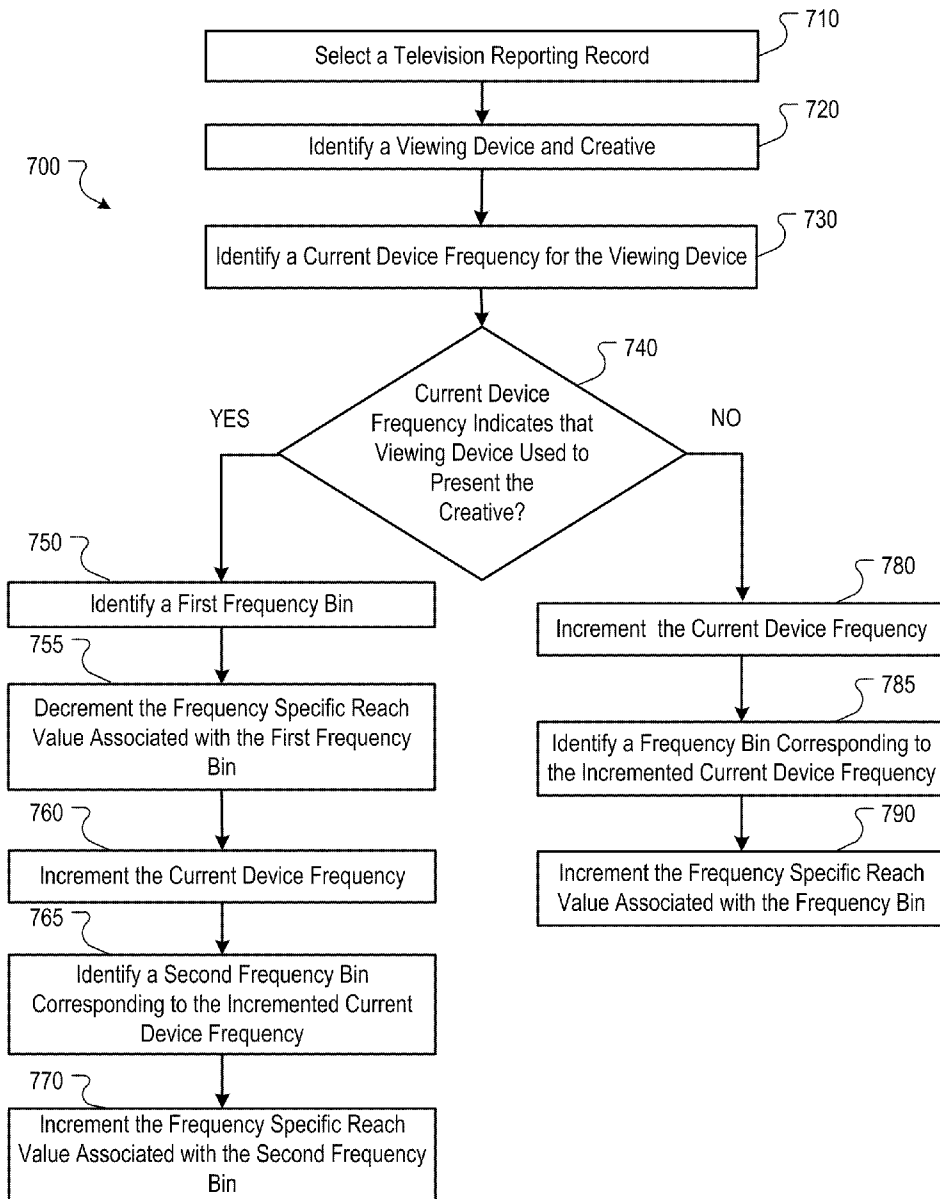 710
Select a Television Reporting Record
720
Identify a Viewing Device and Creative
700
730
Identify a Current Device Frequency for the Viewing Device
740
Current Device
Frequency Indicates that
Viewing Device Used to
Present the
Creative?
YES
NO
750
Identify a First Frequency Bin
755
Decrement the Frequency Specific Reach
Value Associated with the First Frequency
Bin
760
Increment the Current Device Frequency
765
Identify a Second Frequency Bin
Corresponding to the Incremented Current
Device Frequency
770
Increment the Frequency Specific Reach
Value Associated with the Second Frequency
Bin
780
Increment the Current Device Frequency
785
Identify a Frequency Bin Corresponding to
the Incremented Current Device Frequency
790
Increment the Frequency Specific Reach
Value Associated with the Frequency Bin